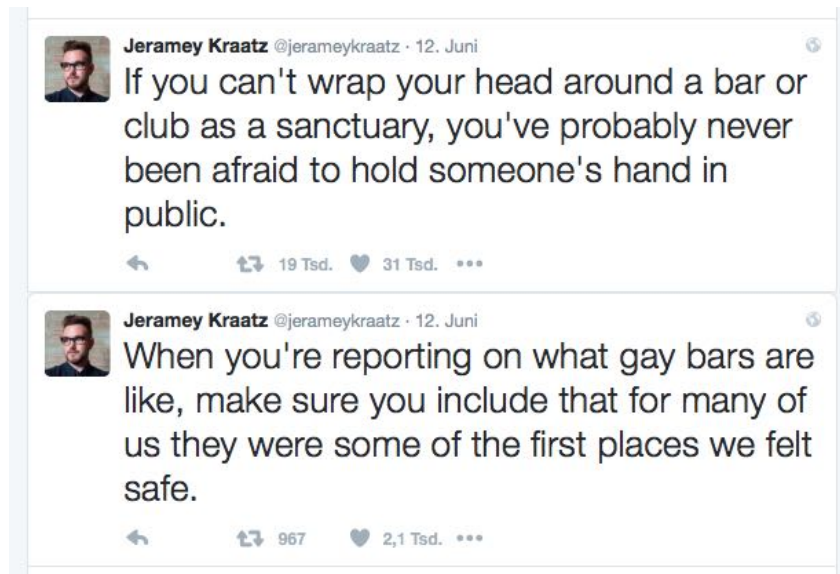 Jeramey Kraatz @jerameykraatz · 12. Juni
If you can't wrap your head around a bar or
club as a sanctuary, you've probably never
been afraid to hold someone's hand in
public.
19 Tsd. 31 Tsd.
Jeramey Kraatz @jerameykraatz · 12. Juni
When you're reporting on what gay bars are
like, make sure you include that for many of
us they were some of the first places we felt
safe.
967 2,1 Tsd.